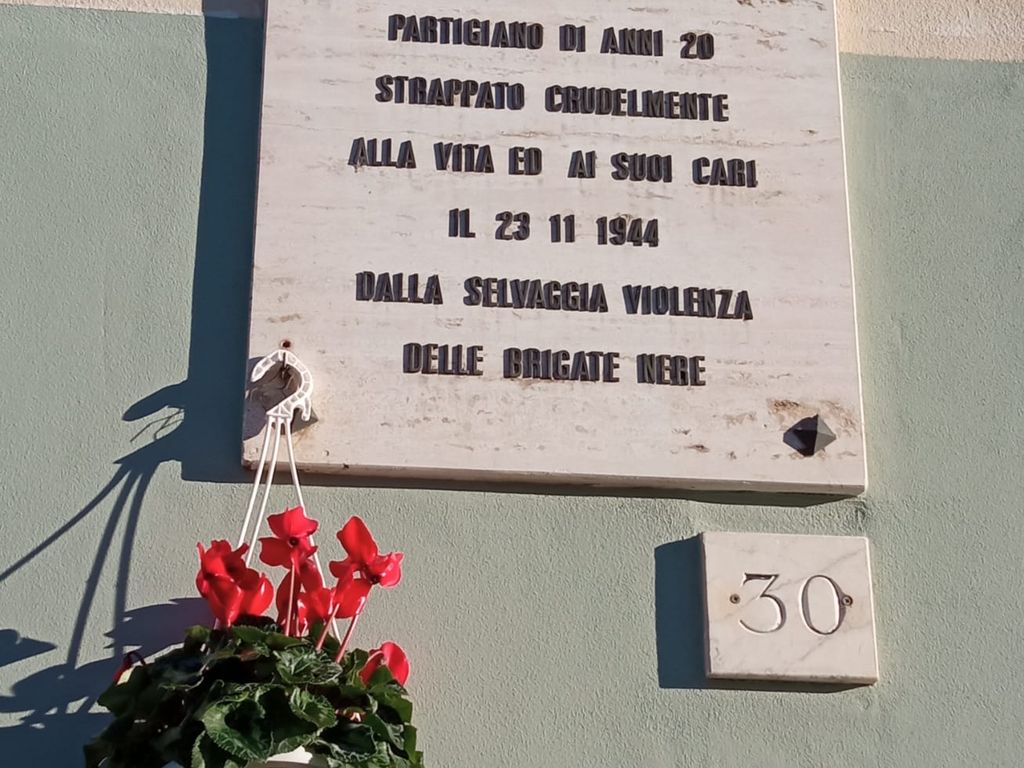 PARTIGIANO DI ANNI 20
STRAPPATO CRUDELMENTE
ALLA VITA ED AI SUOI CARI
IL 23 11 1944
DALLA SELVAGGIA VIOLENZA
DELLE BRIGATE NERE
30